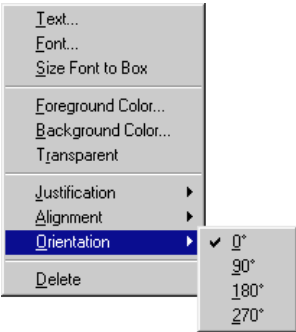 Text...
Font...
Size Font to Box
Foreground Color...
Background Color...
Transparent
Justification
Alignment
Orientation
0°
90°
180°
270°
Delete